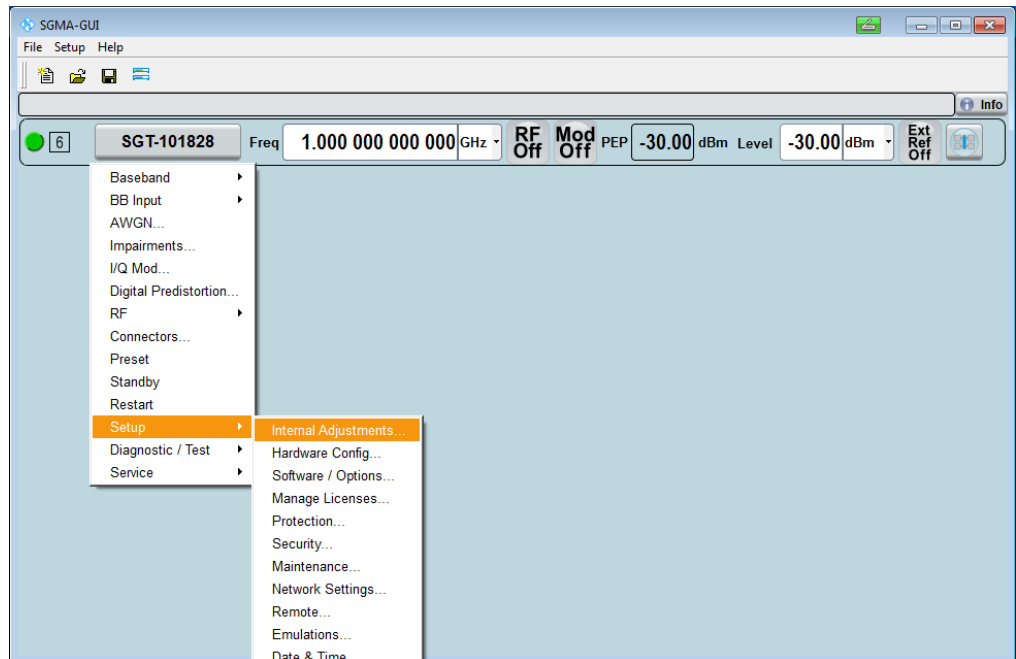 SGMA-GUI
File Setup Help
Info
6 SGT-101828 Freq 1.000 000 000 000 GHz RF Off Mod Off PEP -30.00 dBm Level -30.00 dBm Ext Ref Off
Baseband
BB Input
AWGN...
Impairments...
I/Q Mod...
Digital Predistortion...
RF
Connectors...
Preset
Standby
Restart
Setup
Diagnostic / Test
Service
Internal Adjustments...
Hardware Config...
Software / Options...
Manage Licenses...
Protection...
Security...
Maintenance...
Network Settings...
Remote...
Emulations...
Date & Time